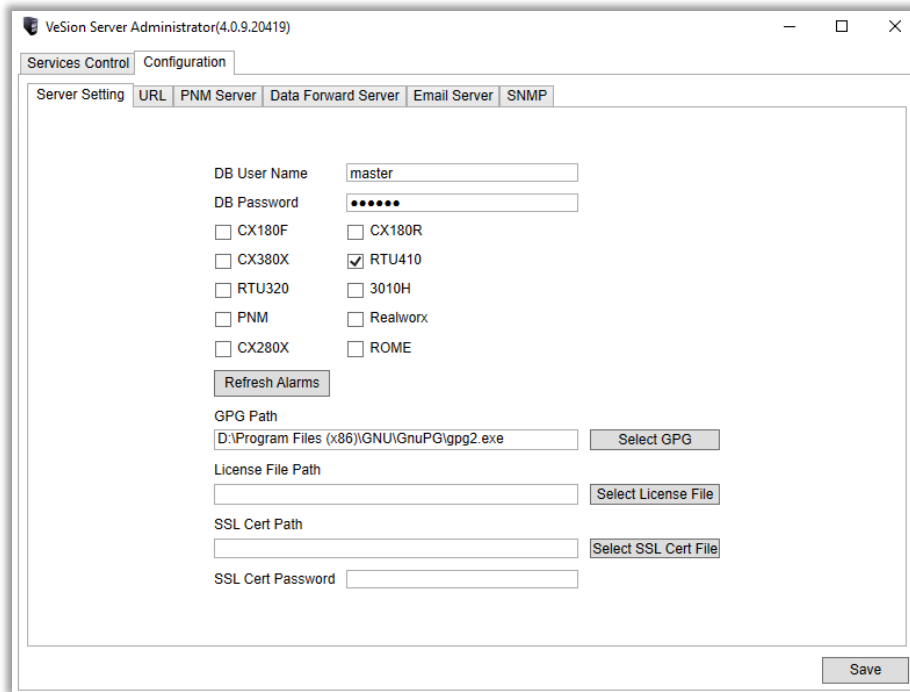 VeSion Server Administrator(4.0.9.20419)
Services Control Configuration
Server Setting URL PNM Server Data Forward Server Email Server SNMP
DB User Name master
DB Password ●●●●●●
CX180F CX180R
CX380X RTU410
RTU320 3010H
PNM Realworx
CX280X ROME
Refresh Alarms
GPG Path
D:\Program Files (x86)\GNU\GnuPG\gpg2.exe Select GPG
License File Path
Select License File
SSL Cert Path
Select SSL Cert File
SSL Cert Password
Save